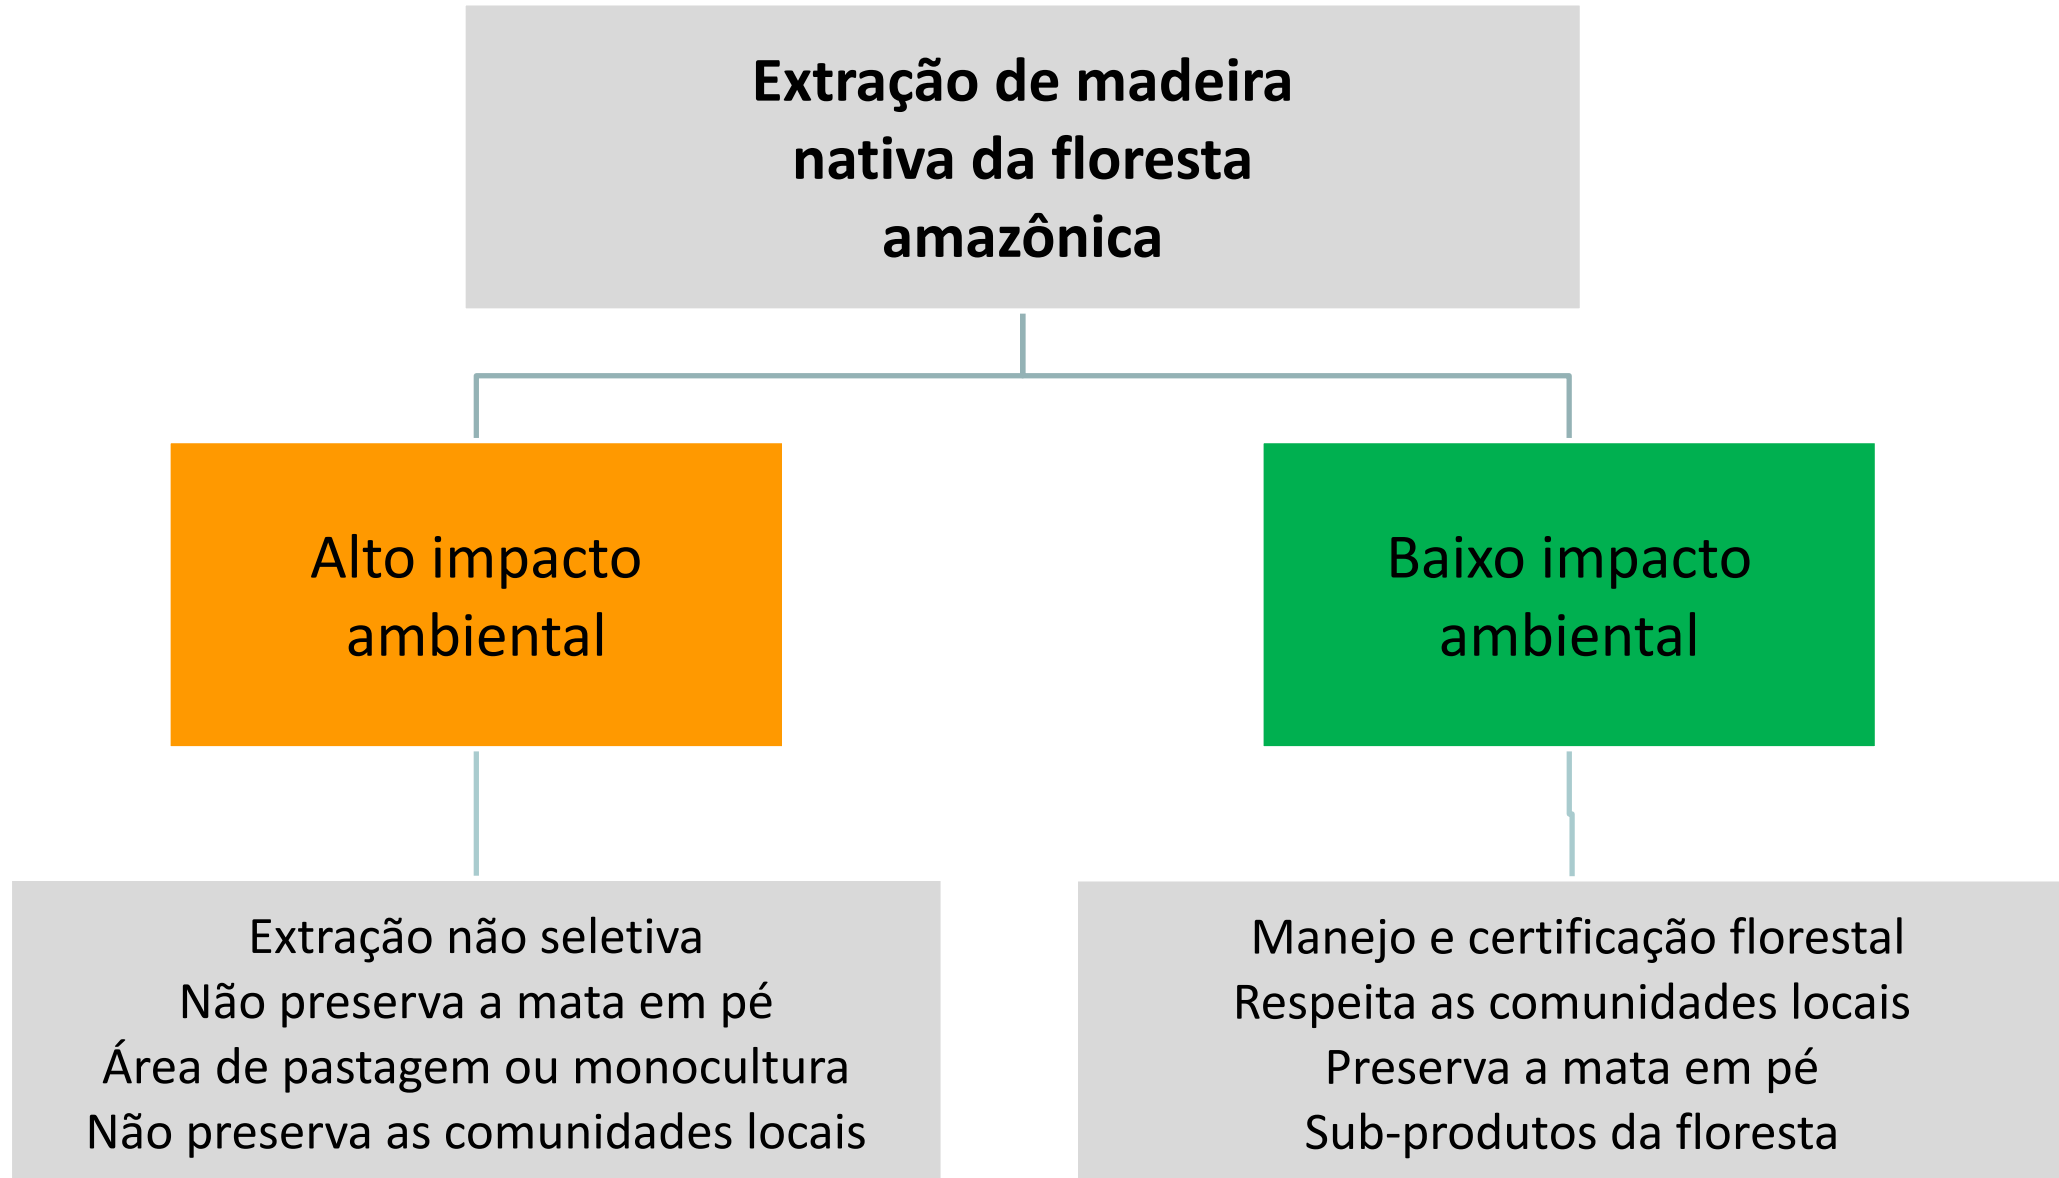 Extração de madeira
nativa da floresta
amazônica
Alto impacto
ambiental
Baixo impacto
ambiental
Extração não seletiva
Não preserva a mata em pé
Área de pastagem ou monocultura
Não preserva as comunidades locais
Manejo e certificação florestal
Respeita as comunidades locais
Preserva a mata em pé
Sub-produtos da floresta